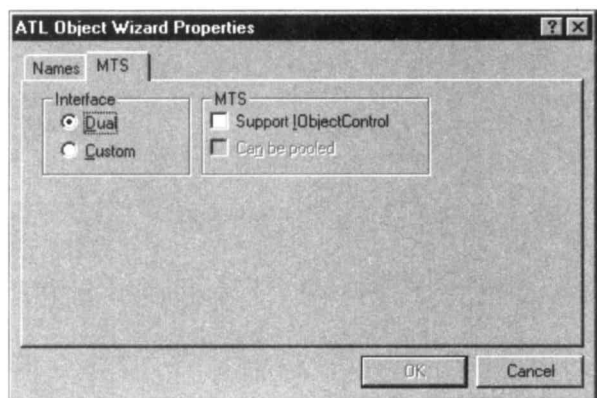 ATL Object Wizard Properties ? X
Names MTS
Interface
Dual
Custom
MTS
Support IObjectControl
Can be pooled
OK Cancel